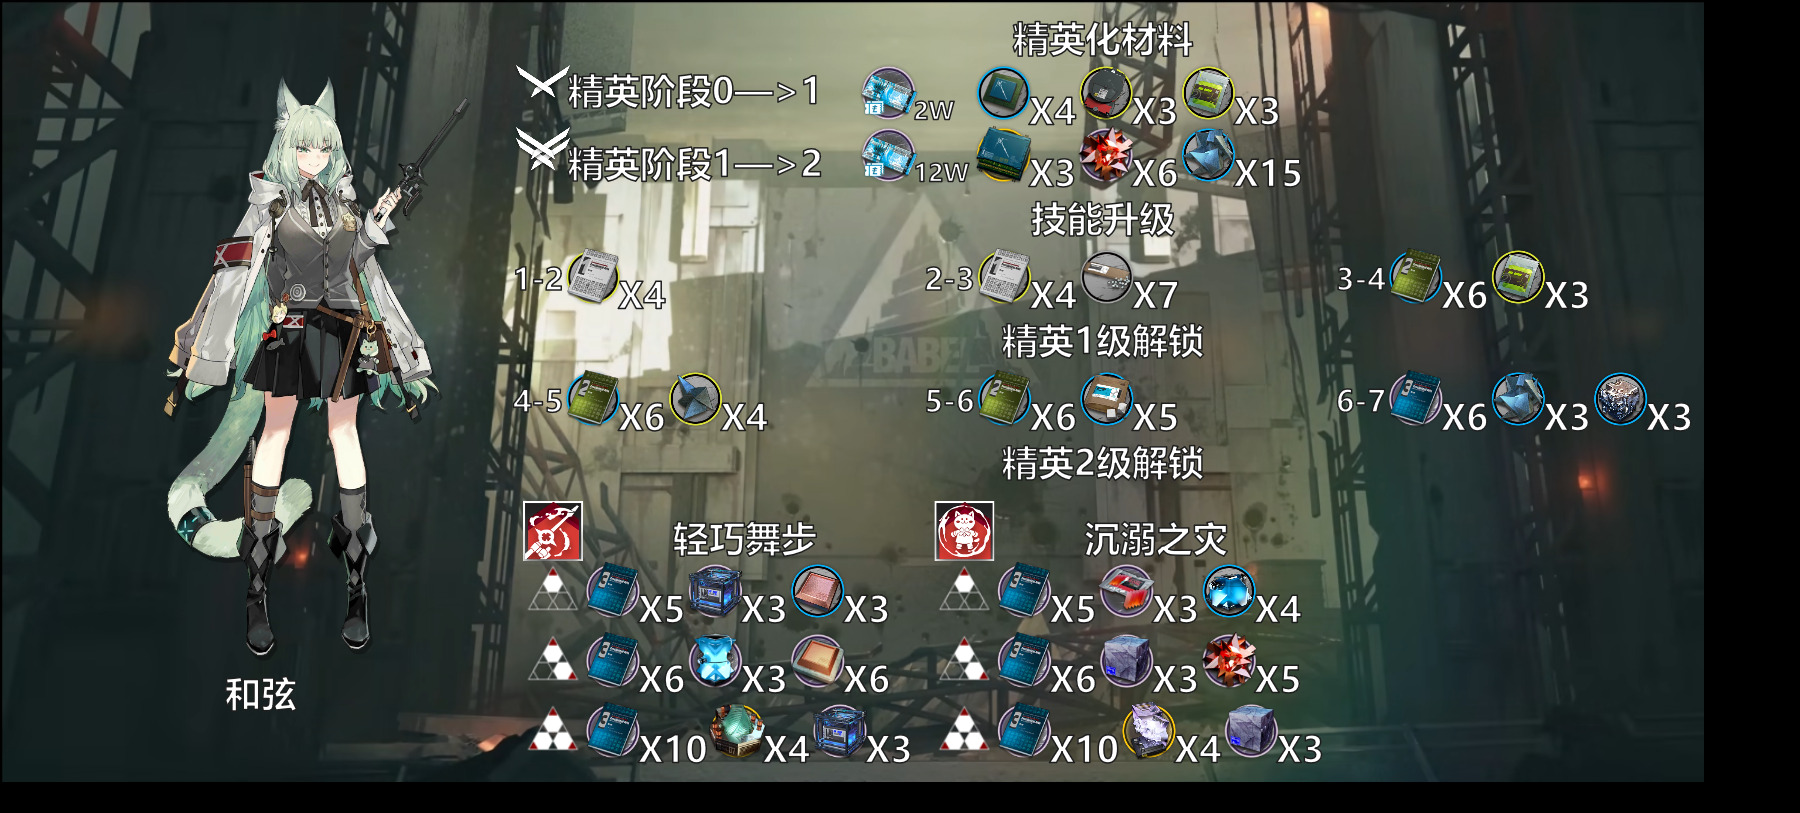 精英化材料
精英阶段0—>1 2W X4 X3 X3
精英阶段1—>2 12W X3 X6 X15
技能升级
1-2 X4 2-3 X4 X7 3-4 X6 X3
精英1级解锁
4-5 X6 X4 5-6 X6 X5 6-7 X6 X3 X3
精英2级解锁
轻巧舞步 沉溺之灾
X5 X3 X3 X5 X3 X4
X6 X3 X6 X6 X3 X5
X10 X4 X3 X10 X4 X3
和弦
BABEL